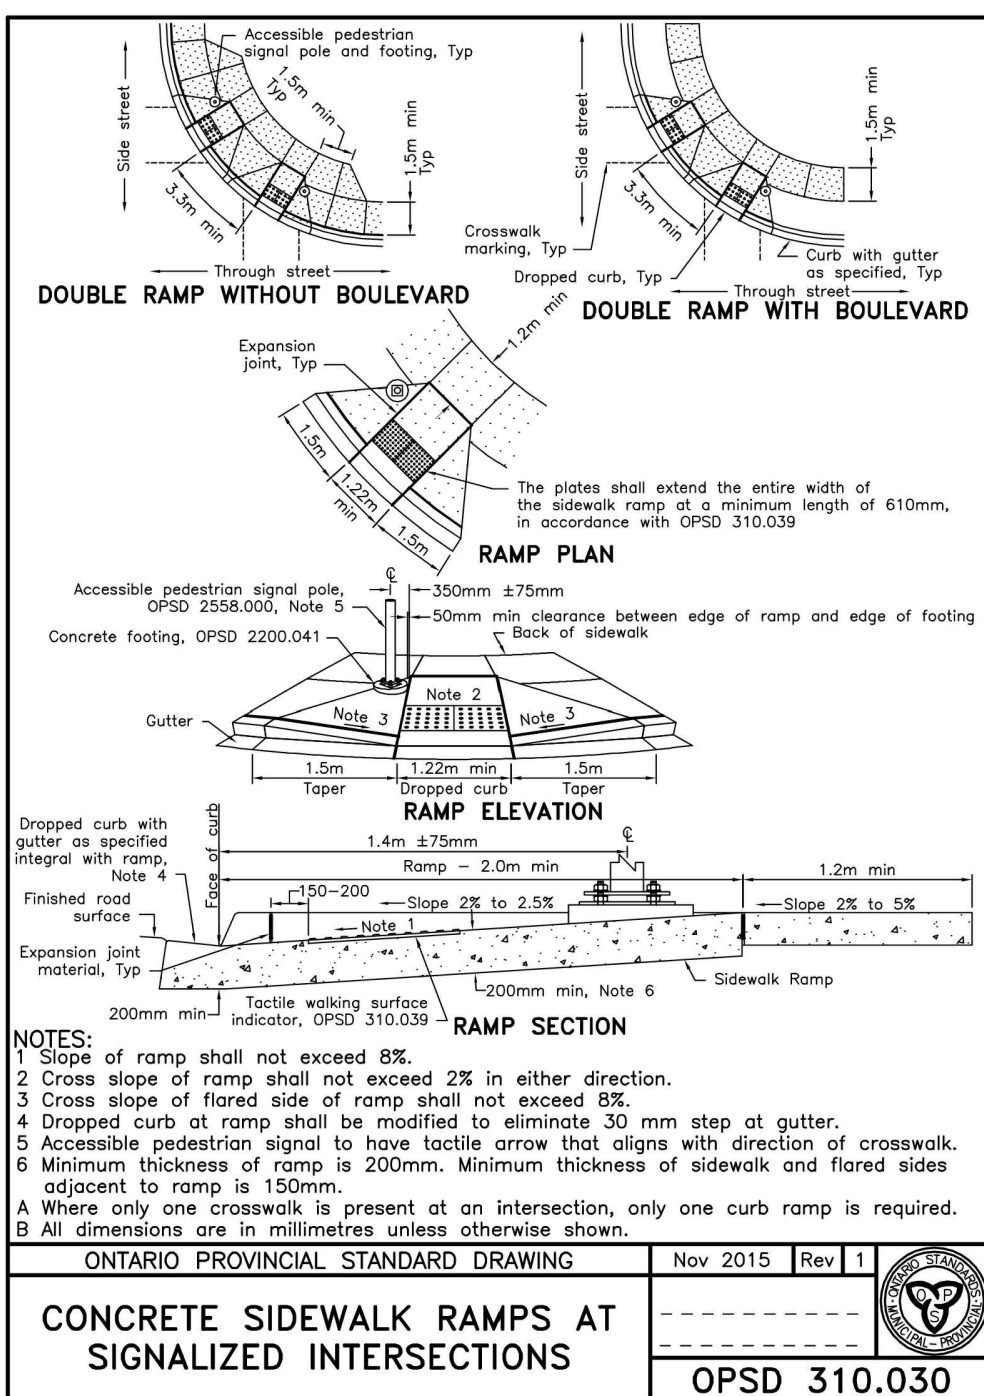 Accessible pedestrian
signal pole and footing, Typ
Side street
1.5m min
Typ
1.5m min
Typ
3.3m min
Through street
DOUBLE RAMP WITHOUT BOULEVARD
Side street
1.5m min
Typ
3.3m min
Crosswalk
marking, Typ
Dropped curb, Typ
Curb with gutter
as specified, Typ
Through street
DOUBLE RAMP WITH BOULEVARD
1.2m min
Expansion
joint, Typ
1.5m
1.22m
min
1.5m
The plates shall extend the entire width of
the sidewalk ramp at a minimum length of 610mm,
in accordance with OPSD 310.039
RAMP PLAN
Accessible pedestrian signal pole,
OPSD 2558.000, Note 5
Concrete footing, OPSD 2200.041
℄
350mm ±75mm
50mm min clearance between edge of ramp and edge of footing
Back of sidewalk
Note 2
Note 3
Note 3
Gutter
1.5m
Taper
1.22m min
Dropped curb
1.5m
Taper
RAMP ELEVATION
Dropped curb with
gutter as specified
integral with ramp,
Note 4
Finished road
surface
Expansion joint
material, Typ
Face of curb
℄
1.4m ±75mm
Ramp – 2.0m min
1.2m min
150–200
Slope 2% to 2.5%
Slope 2% to 5%
Note 1
200mm min
Tactile walking surface
indicator, OPSD 310.039
200mm min, Note 6
Sidewalk Ramp
RAMP SECTION
NOTES:
1 Slope of ramp shall not exceed 8%.
2 Cross slope of ramp shall not exceed 2% in either direction.
3 Cross slope of flared side of ramp shall not exceed 8%.
4 Dropped curb at ramp shall be modified to eliminate 30 mm step at gutter.
5 Accessible pedestrian signal to have tactile arrow that aligns with direction of crosswalk.
6 Minimum thickness of ramp is 200mm. Minimum thickness of sidewalk and flared sides
adjacent to ramp is 150mm.
A Where only one crosswalk is present at an intersection, only one curb ramp is required.
B All dimensions are in millimetres unless otherwise shown.
ONTARIO PROVINCIAL STANDARD DRAWING
Nov 2015 Rev 1
CONCRETE SIDEWALK RAMPS AT
SIGNALIZED INTERSECTIONS
ONTARIO STANDARDS
MUNICIPAL – PROVINCIAL
O P
S
OPSD 310.030